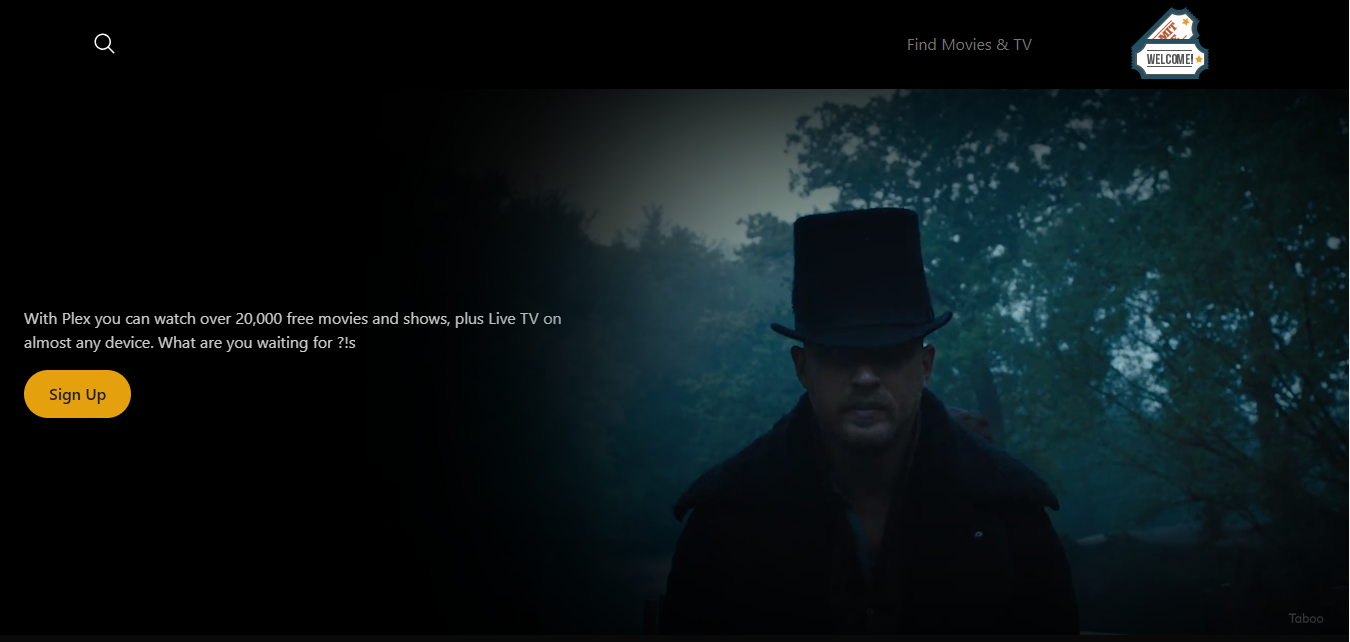 Find Movies & TV
MIT
WELCOME!
With Plex you can watch over 20,000 free movies and shows, plus Live TV on
almost any device. What are you waiting for ?!s
Sign Up
Taboo